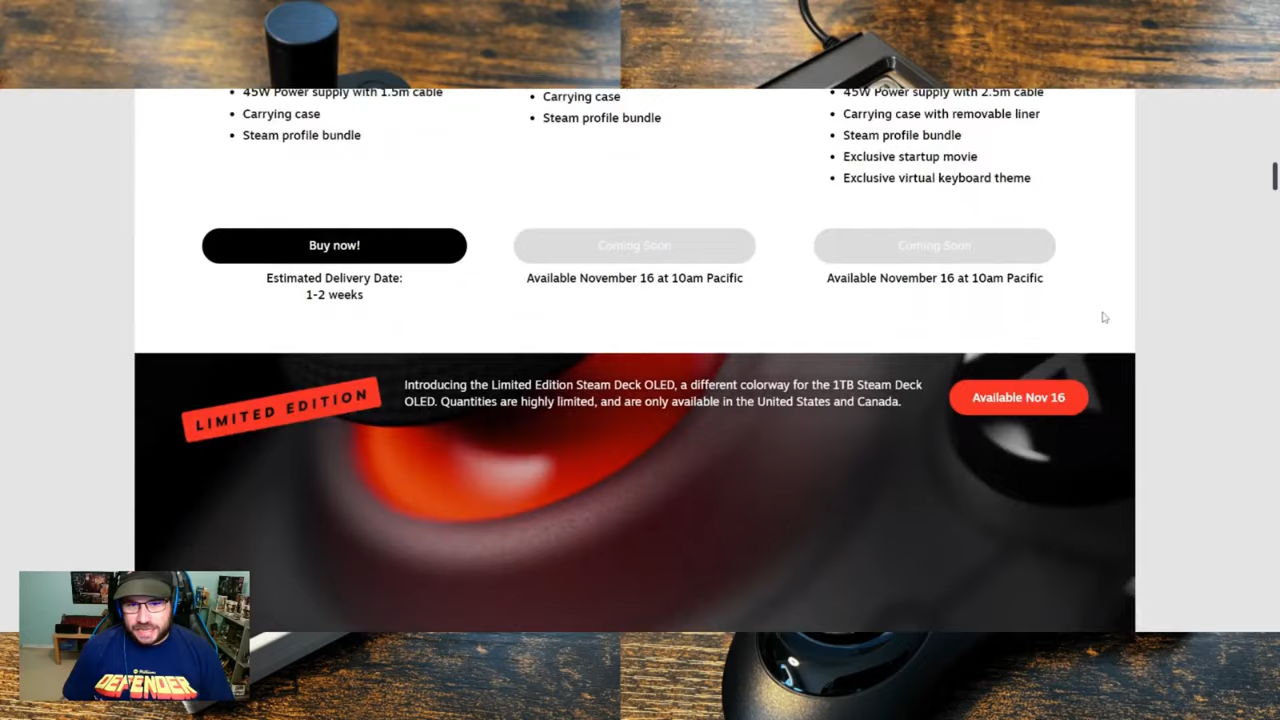 45W Power supply with 1.5m cable
Carrying case
Steam profile bundle
Carrying case
Steam profile bundle
45W Power supply with 2.5m cable
Carrying case with removable liner
Steam profile bundle
Exclusive startup movie
Exclusive virtual keyboard theme
Buy now!
Estimated Delivery Date:
1-2 weeks
Coming Soon
Available November 16 at 10am Pacific
Coming Soon
Available November 16 at 10am Pacific
LIMITED EDITION
Introducing the Limited Edition Steam Deck OLED, a different colorway for the 1TB Steam Deck
OLED. Quantities are highly limited, and are only available in the United States and Canada.
Available Nov 16
DEFENDER